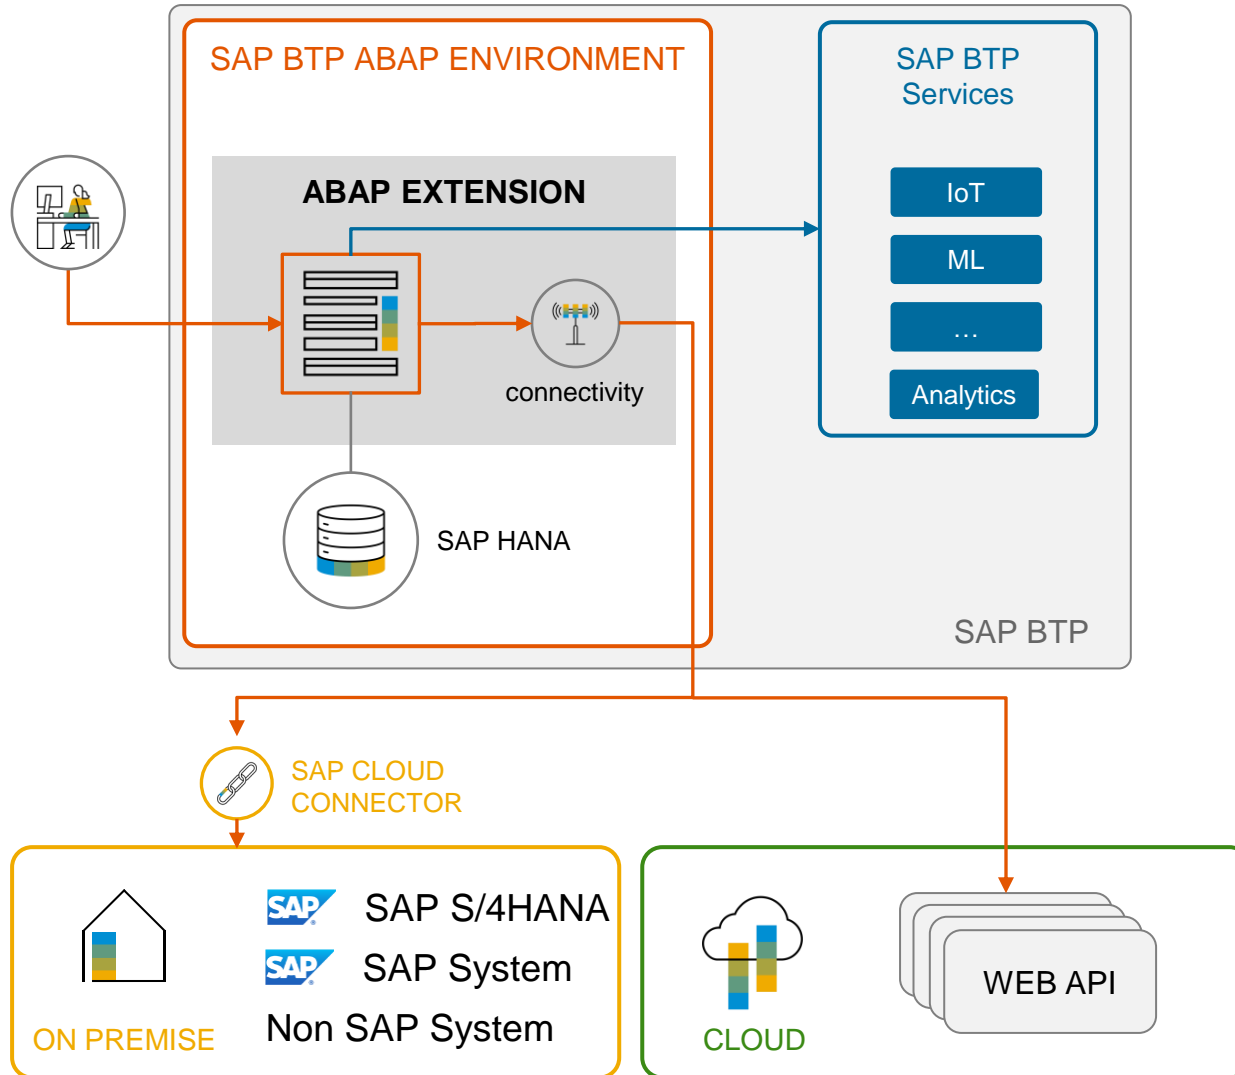 SAP BTP ABAP ENVIRONMENT
SAP BTP
Services
ABAP EXTENSION
IoT
ML
...
Analytics
connectivity
SAP HANA
SAP BTP
SAP CLOUD
CONNECTOR
SAP SAP S/4HANA
SAP SAP System
Non SAP System
ON PREMISE
WEB API
CLOUD